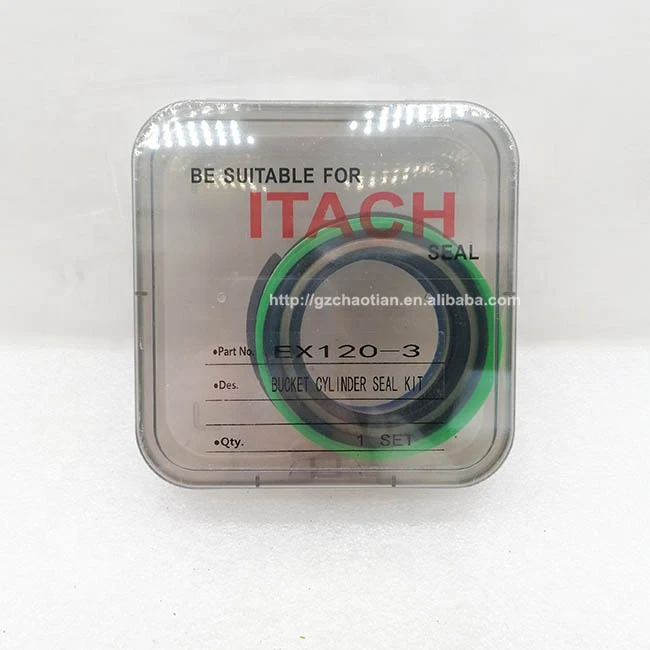 BE SUITABLE FOR
ITACH
SEAL
http://gzchaotian.en.alibaba.com
•Part No. EX120-3
•Des. BUCKET CYLINDER SEAL KIT
•Qty. 1 SET